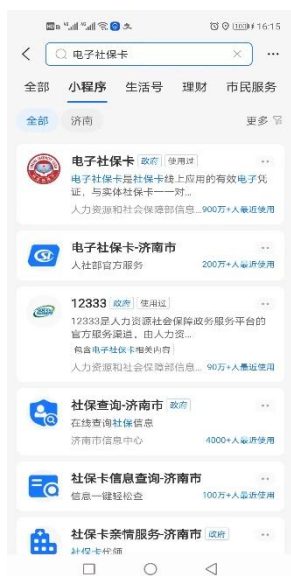 16:15
电子社保卡
全部 小程序 生活号 理财 市民服务
全部 济南 更多
电子社保卡 政府 使用过
电子社保卡是社保卡线上应用的有效电子凭
证，与实体社保卡一一对...
人力资源和社会保障部信息... 900万+人最近使用
电子社保卡-济南市
人社部官方服务 200万+人最近使用
12333 政府 使用过
12333是人力资源社会保障政务服务平台的
官方服务渠道，由人力资...
包含电子社保卡相关内容
人力资源和社会保障部信息... 90万+人最近使用
社保查询-济南市 政府
在线查询社保信息
济南市信息中心 4000+人最近使用
社保卡信息查询-济南市
信息一键轻松查 100万+人最近使用
社保卡亲情服务-济南市 政府
社保卡代领